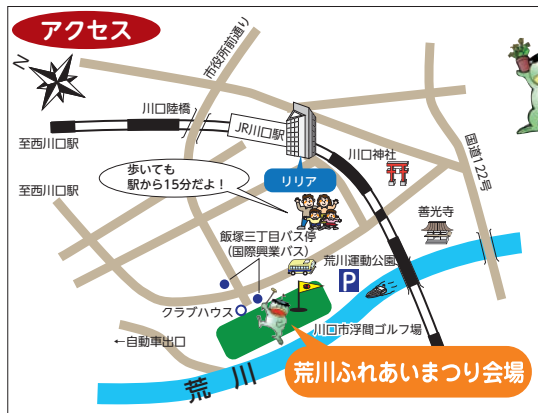 アクセス
N
市役所前通り
川口陸橋
JR川口駅
至西川口駅
川口神社
国道122号
歩いても
駅から15分だよ！
リリア
至西川口駅
善光寺
飯塚三丁目バス停
（国際興業バス）
荒川運動公園
P
クラブハウス
川口市浮間ゴルフ場
←自動車出口
荒川
荒川ふれあいまつり会場